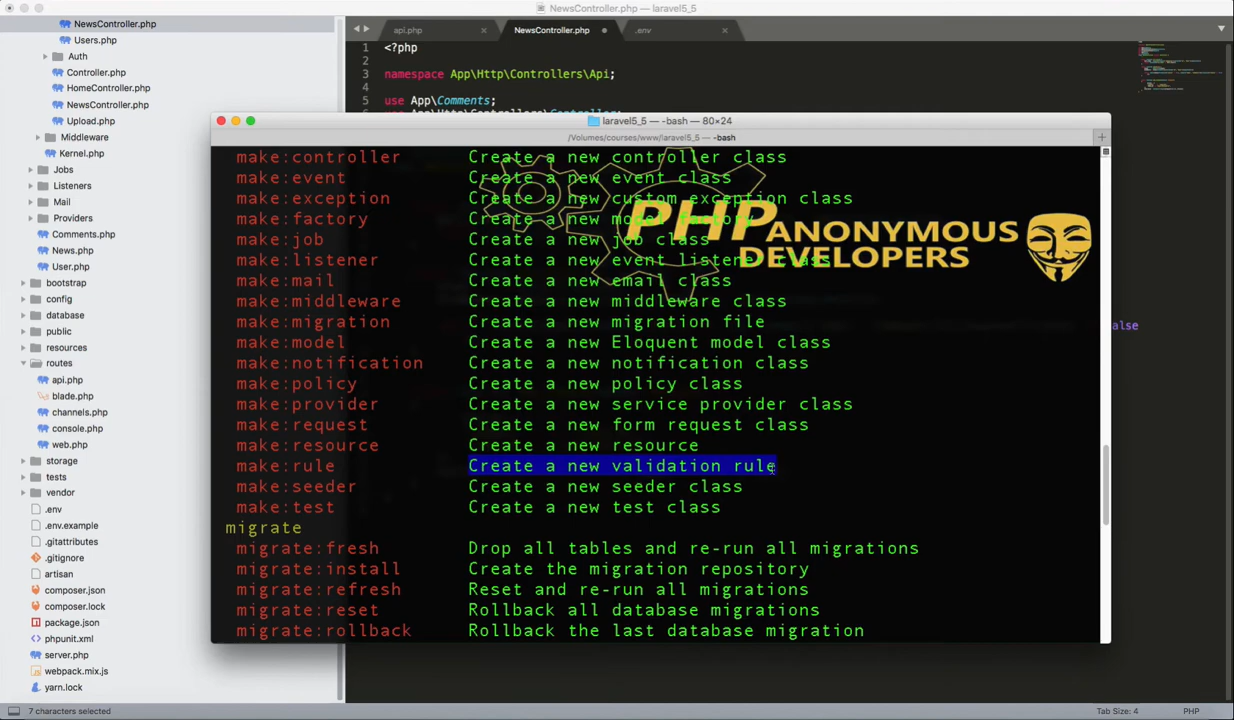 NewsController.php — laravel5_5
NewsController.php
Users.php
Auth
Controller.php
HomeController.php
NewsController.php
Upload.php
Middleware
Kernel.php
Jobs
Listeners
Mail
Providers
Comments.php
News.php
User.php
bootstrap
config
database
public
resources
routes
api.php
blade.php
channels.php
console.php
web.php
storage
tests
vendor
.env
.env.example
.gitattributes
.gitignore
artisan
composer.json
composer.lock
package.json
phpunit.xml
server.php
webpack.mix.js
yarn.lock
api.php
NewsController.php
.env
1 <?php
2
3 namespace App\Http\Controllers\Api;
4
5 use App\Comments;
alse
laravel5_5 — -bash — 80×24
/Volumes/courses/www/laravel5_5 — -bash
make:controller Create a new controller class
make:event Create a new event class
make:exception Create a new custom exception class
make:factory Create a new model factory
make:job Create a new job class
make:listener Create a new event listener class
make:mail Create a new email class
make:middleware Create a new middleware class
make:migration Create a new migration file
make:model Create a new Eloquent model class
make:notification Create a new notification class
make:policy Create a new policy class
make:provider Create a new service provider class
make:request Create a new form request class
make:resource Create a new resource
make:rule Create a new validation rule
make:seeder Create a new seeder class
make:test Create a new test class
migrate
migrate:fresh Drop all tables and re-run all migrations
migrate:install Create the migration repository
migrate:refresh Reset and re-run all migrations
migrate:reset Rollback all database migrations
migrate:rollback Rollback the last database migration
PHP ANONYMOUS
DEVELOPERS
7 characters selected
Tab Size: 4
PHP